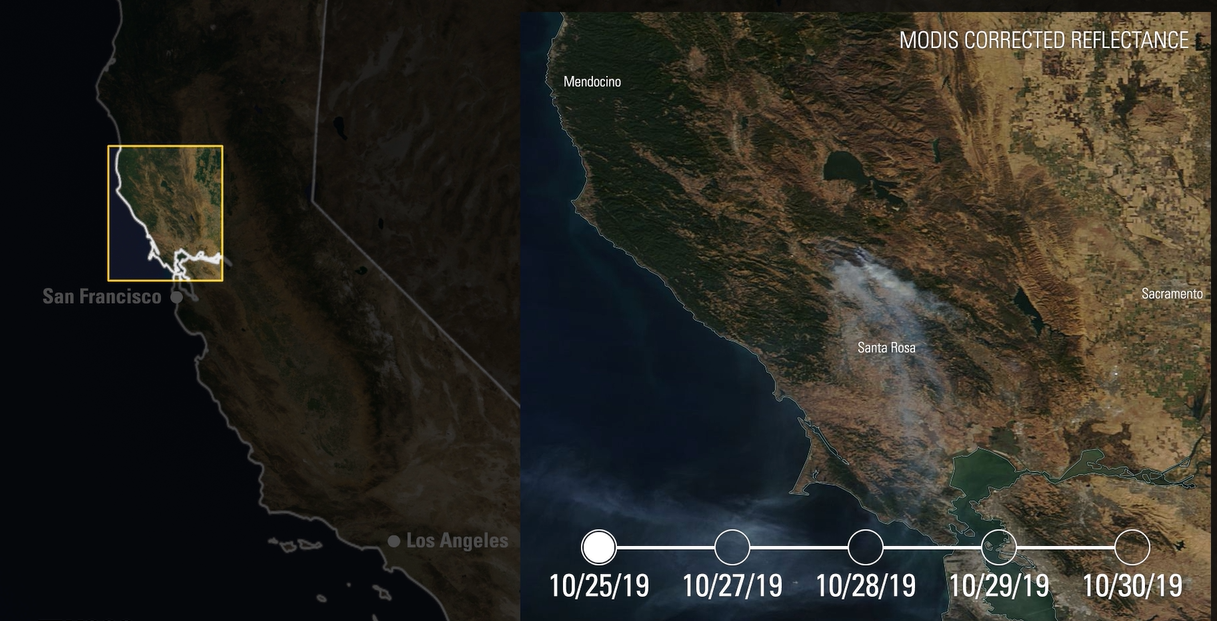 MODIS CORRECTED REFLECTANCE
Mendocino
San Francisco
Sacramento
Santa Rosa
Los Angeles
10/25/19 10/27/19 10/28/19 10/29/19 10/30/19